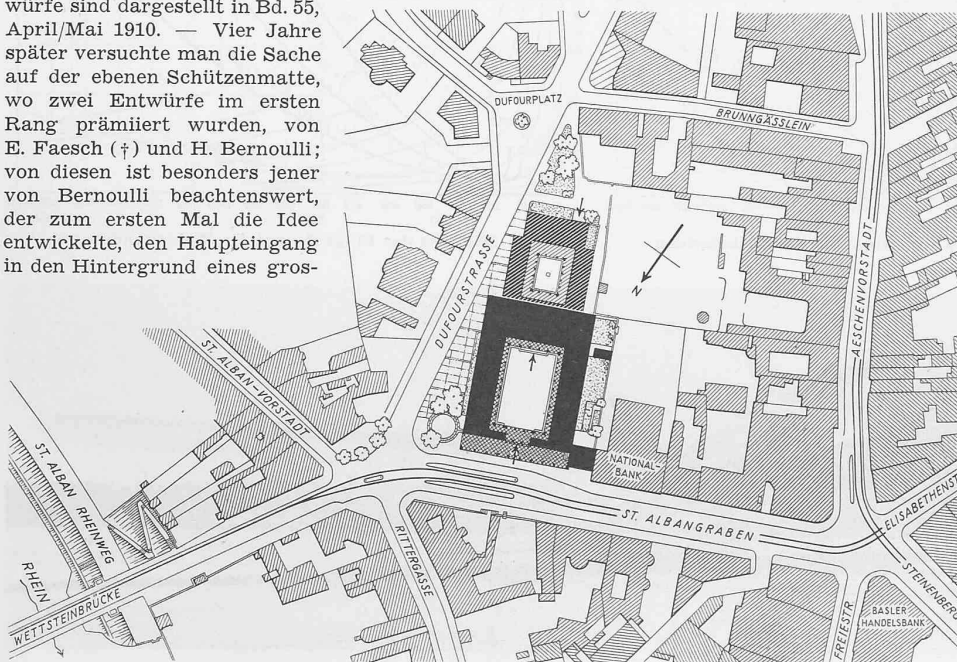 würfe sind dargestellt in Bd. 55,
April/Mai 1910. — Vier Jahre
später versuchte man die Sache
auf der ebenen Schützenmatte,
wo zwei Entwürfe im ersten
Rang prämiiert wurden, von
E. Faesch (†) und H. Bernoulli;
von diesen ist besonders jener
von Bernoulli beachtenswert,
der zum ersten Mal die Idee
entwickelte, den Haupteingang
in den Hintergrund eines gros-
DUFOURPLATZ
BRUNNGÄSSLEIN
DUFOURSTRASSE
N
AESCHENVORSTADT
ST. ALBAN-VORSTADT
ST. ALBAN RHEINWEG
RHEIN
WETTSTEINBRÜCKE
RITTERGASSE
NATIONAL-
BANK
ST. ALBANGRABEN
ELISABETHENST
STEINENBERG
FREIESTR.
BASLER
HANDELSBANK